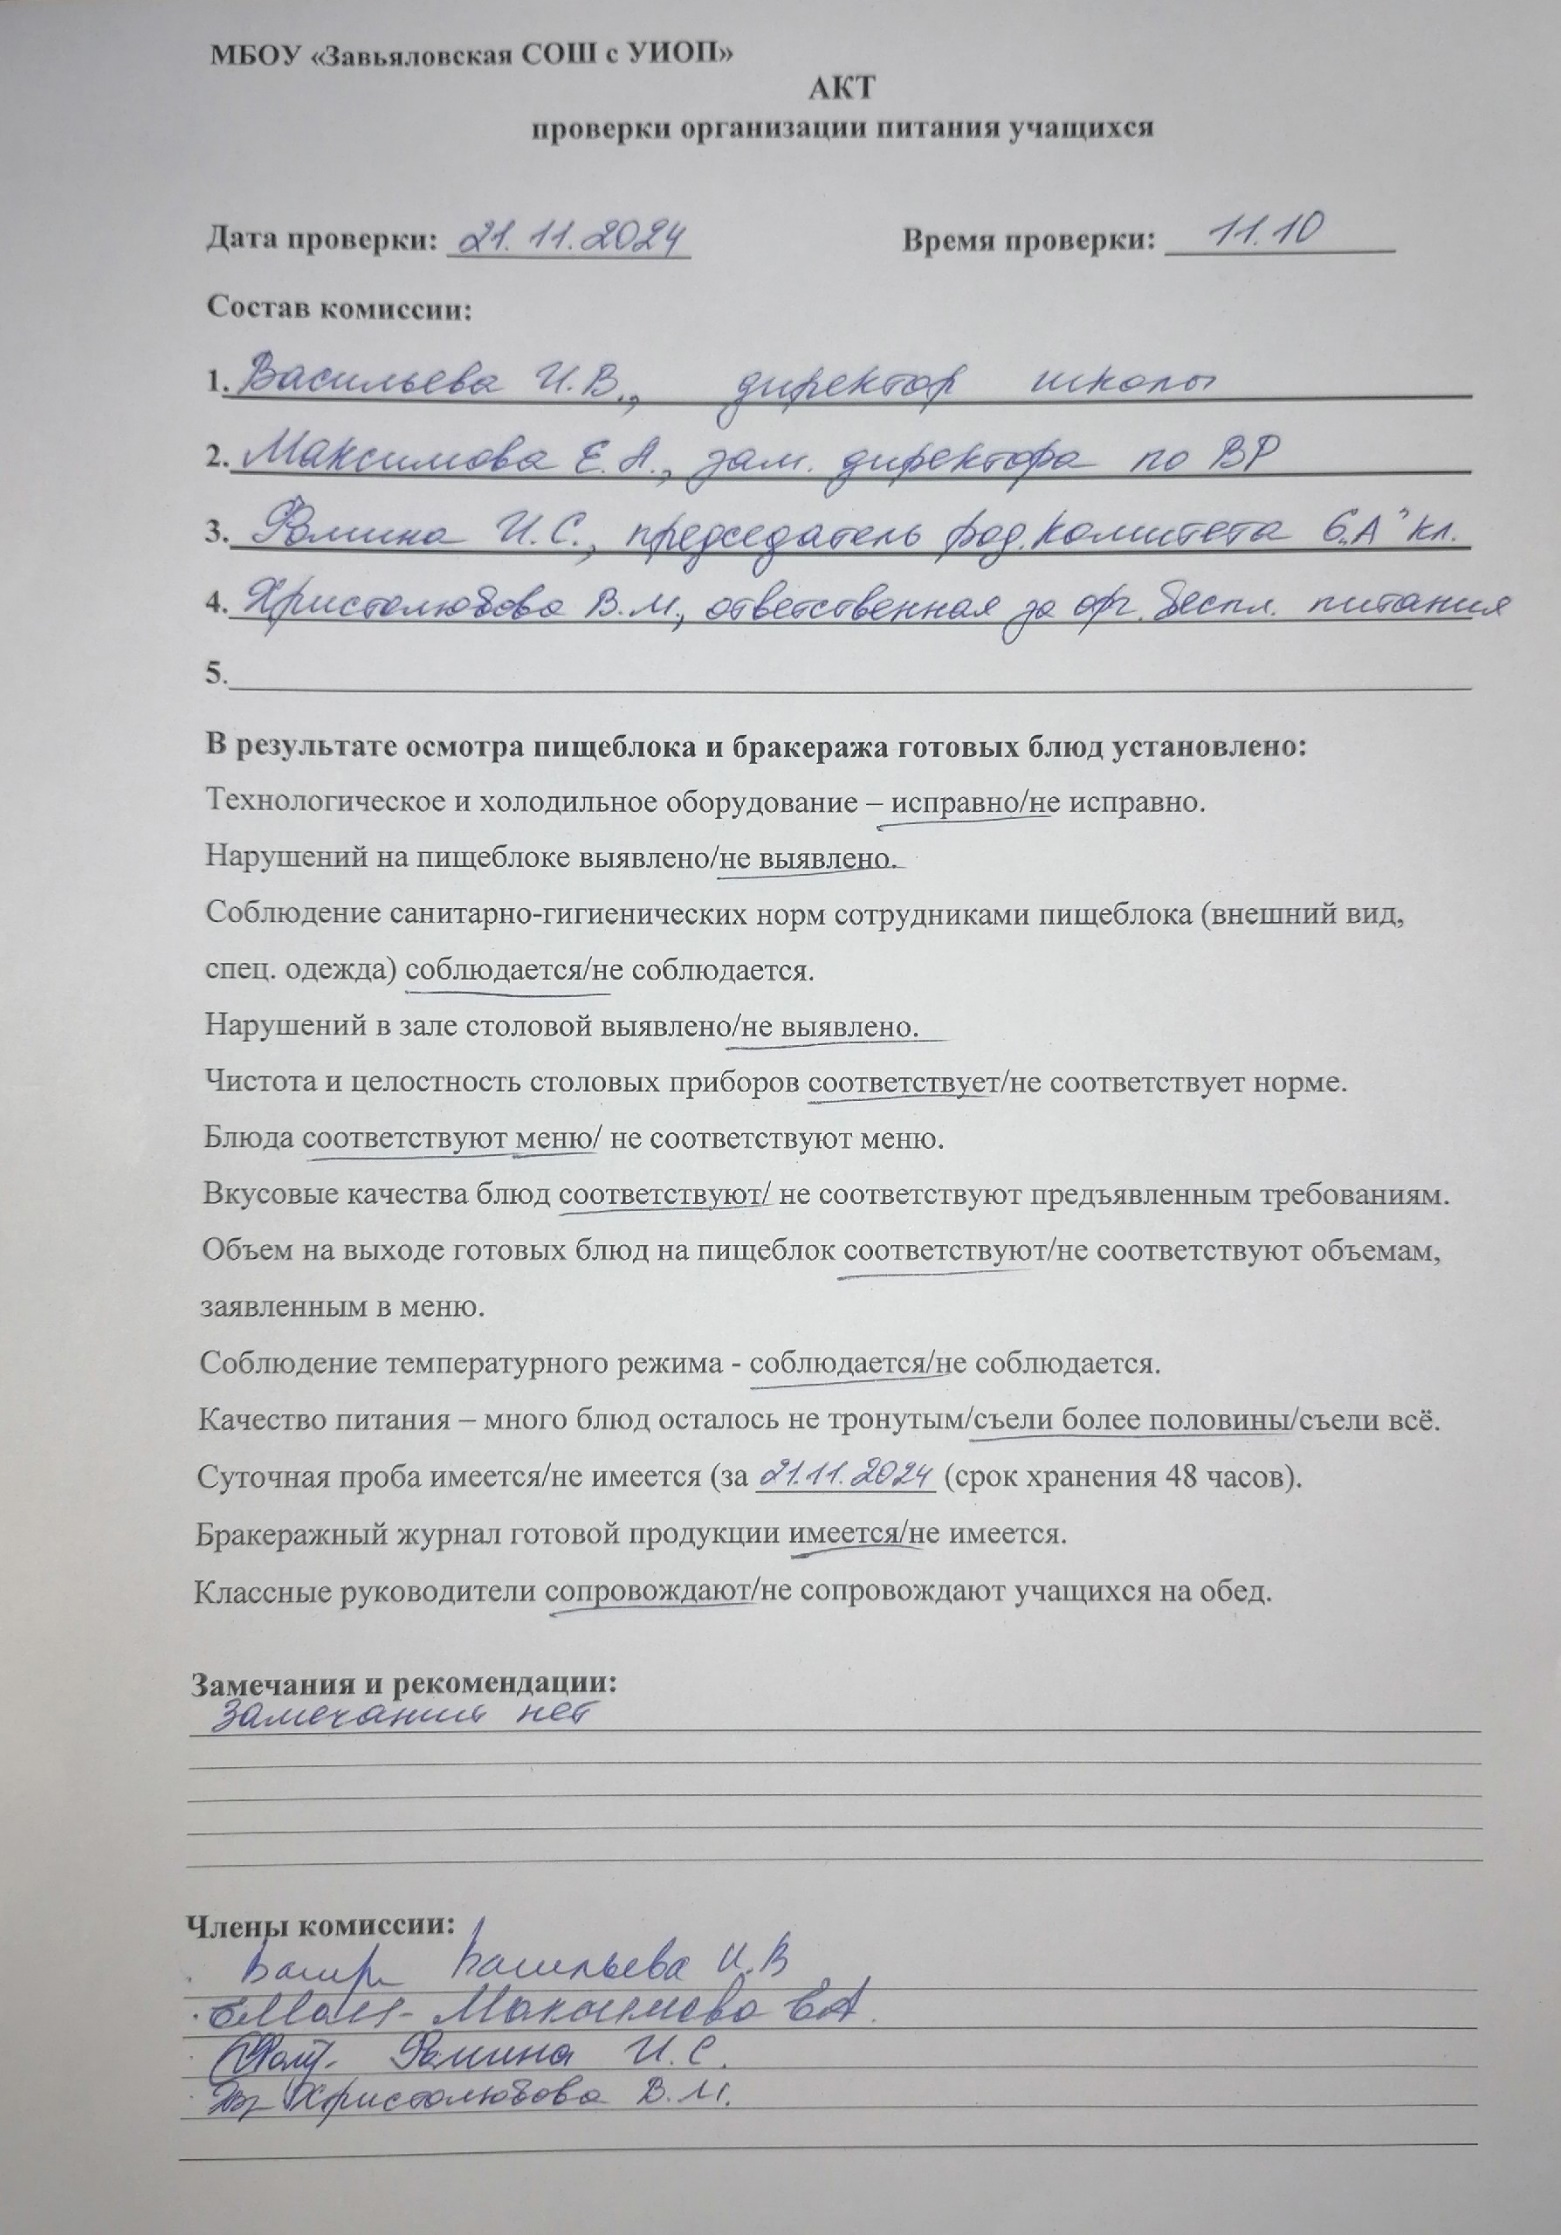 МБОУ «Завьяловская СОШ с УИОП»
АКТ
проверки организации питания учащихся
Дата проверки: 21.11.2024 Время проверки: 11.10
Состав комиссии:
1. Васильева И.В., директор школы
2. Максимова Е.А., зам. директора по ВР
3. Фомина И.С., председатель род. комитета 6„А" кл.
4. Христолюбова В.М., ответственная за орг. беспл. питания
5.
В результате осмотра пищеблока и бракеража готовых блюд установлено:
Технологическое и холодильное оборудование – исправно/не исправно.
Нарушений на пищеблоке выявлено/не выявлено.
Соблюдение санитарно-гигиенических норм сотрудниками пищеблока (внешний вид,
спец. одежда) соблюдается/не соблюдается.
Нарушений в зале столовой выявлено/не выявлено.
Чистота и целостность столовых приборов соответствует/не соответствует норме.
Блюда соответствуют меню/ не соответствуют меню.
Вкусовые качества блюд соответствуют/ не соответствуют предъявленным требованиям.
Объем на выходе готовых блюд на пищеблок соответствуют/не соответствуют объемам,
заявленным в меню.
Соблюдение температурного режима - соблюдается/не соблюдается.
Качество питания – много блюд осталось не тронутым/съели более половины/съели всё.
Суточная проба имеется/не имеется (за 21.11.2024 (срок хранения 48 часов).
Бракеражный журнал готовой продукции имеется/не имеется.
Классные руководители сопровождают/не сопровождают учащихся на обед.
Замечания и рекомендации:
Замечаний нет
Члены комиссии:
Васильева И.В
Максимова Е.А.
Фомина И.С.
Христолюбова В.М.